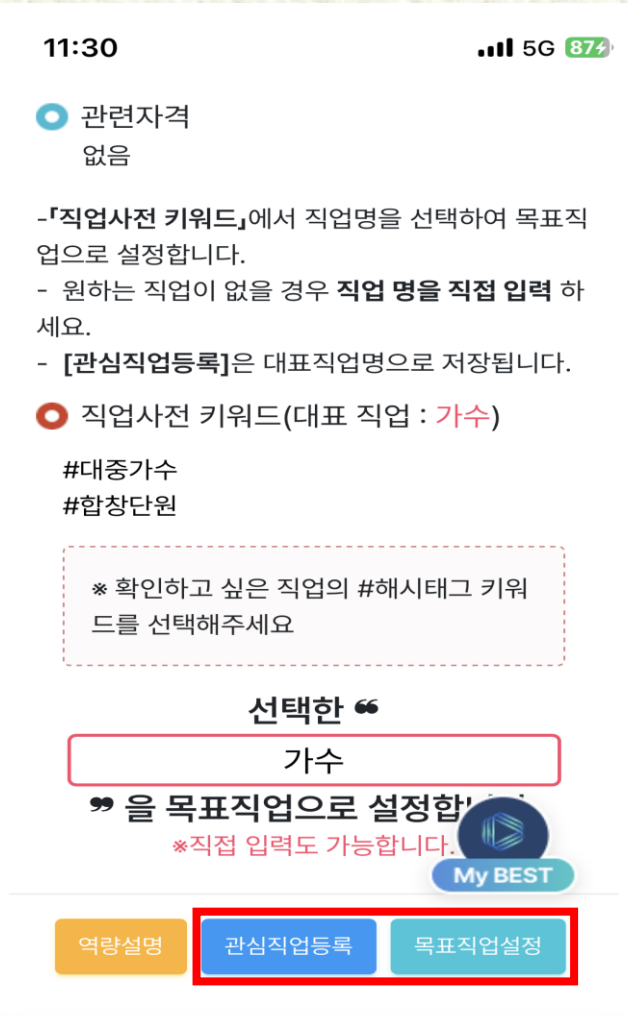 11:30 5G 87
관련자격
없음
-「직업사전 키워드」에서 직업명을 선택하여 목표직
업으로 설정합니다.
- 원하는 직업이 없을 경우 직업 명을 직접 입력 하
세요.
- [관심직업등록]은 대표직업명으로 저장됩니다.
직업사전 키워드(대표 직업 : 가수)
#대중가수
#합창단원
※ 확인하고 싶은 직업의 #해시태그 키워
드를 선택해주세요
선택한 ❝
가수
❞ 을 목표직업으로 설정합
※직접 입력도 가능합니다.
My BEST
역량설명 관심직업등록 목표직업설정